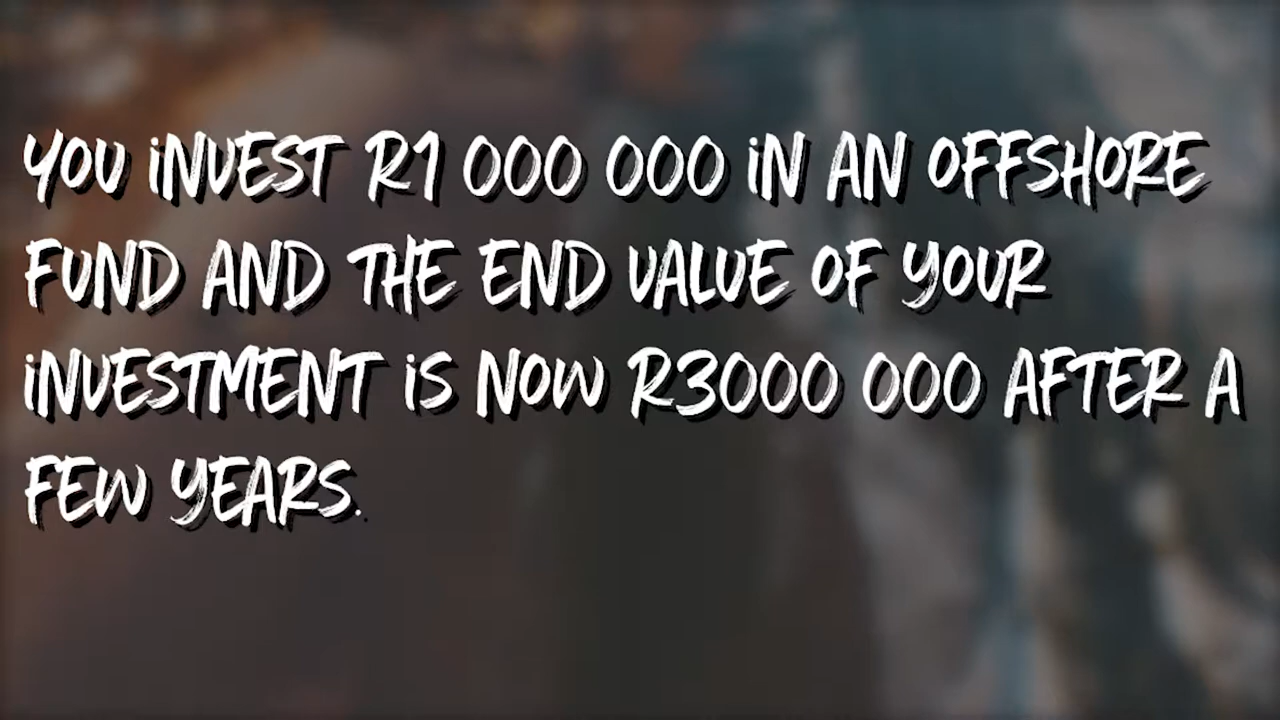 YOU iNVEST R1 000 000 iN AN OFFSHORE
FUND AND THE END VALUE OF YOUR
iNVESTMENT iS NOW R3000 000 AFTER A
FEW YEARS.